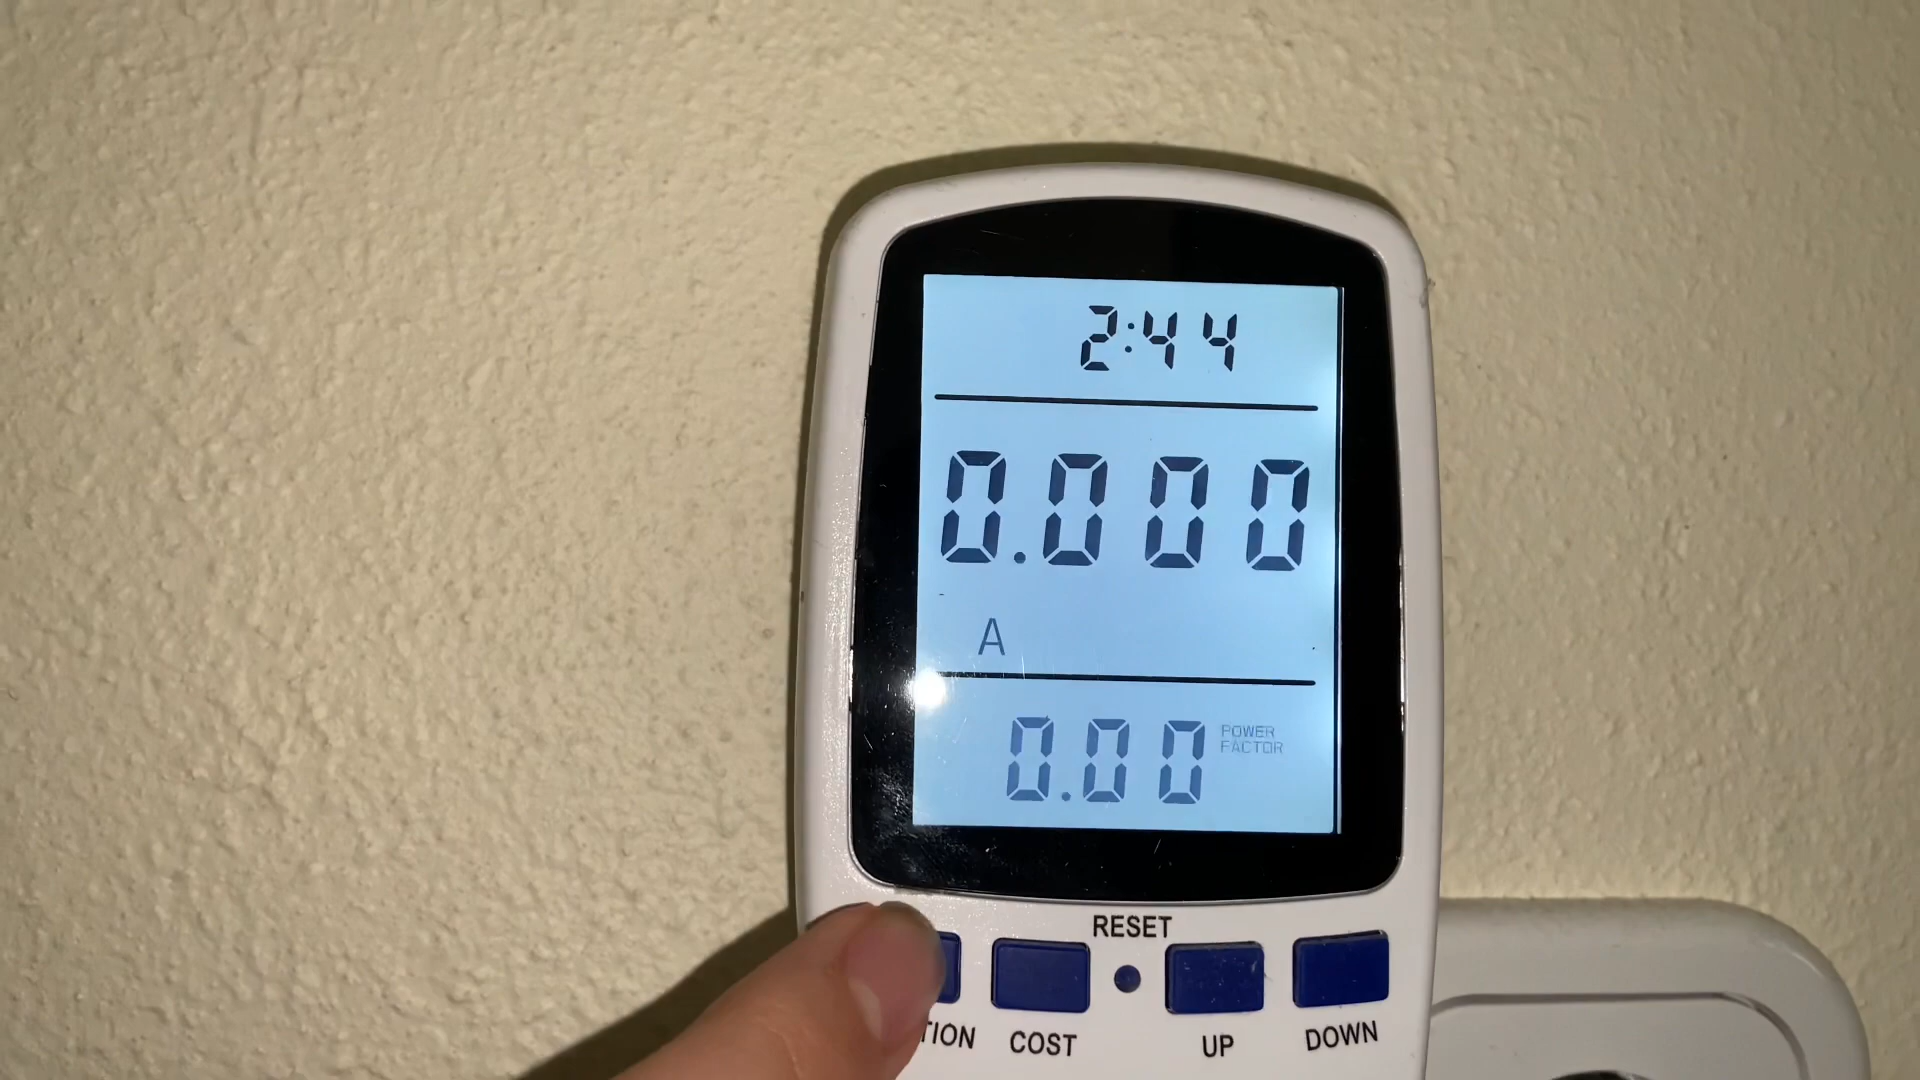 2:44
0.000
A
0.00 POWER FACTOR
RESET
TION COST UP DOWN